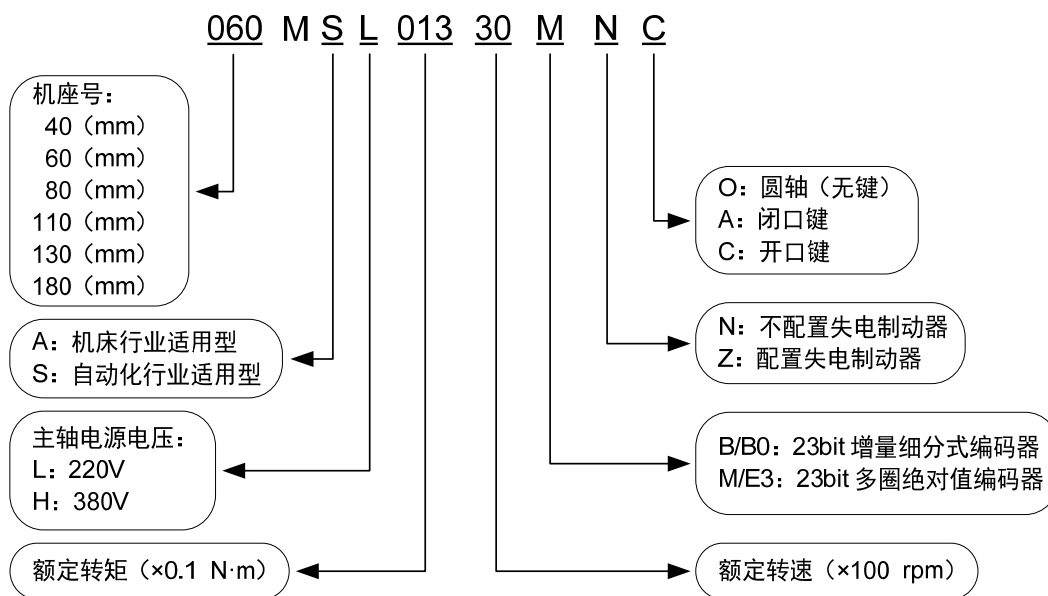 060 M S L 013 30 M N C
机座号：
40（mm）
60（mm）
80（mm）
110（mm）
130（mm）
180（mm）
A：机床行业适用型
S：自动化行业适用型
主轴电源电压：
L：220V
H：380V
额定转矩（×0.1 N·m）
O：圆轴（无键）
A：闭口键
C：开口键
N：不配置失电制动器
Z：配置失电制动器
B/B0：23bit 增量细分式编码器
M/E3：23bit 多圈绝对值编码器
额定转速（×100 rpm）